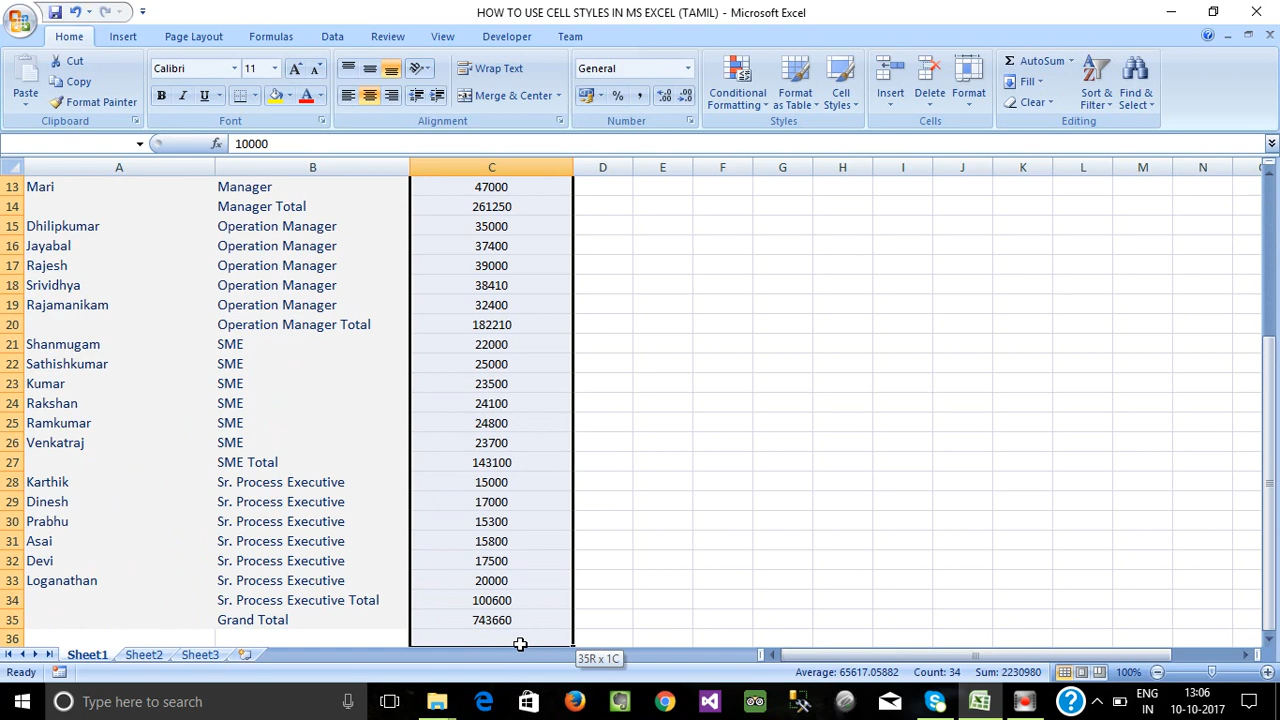 HOW TO USE CELL STYLES IN MS EXCEL (TAMIL) - Microsoft Excel
Home Insert Page Layout Formulas Data Review View Developer Team
Paste Cut Copy Format Painter Clipboard
Calibri 11 B I U A A A Font
Wrap Text Merge & Center Alignment
General % , Number
Conditional Formatting Format as Table Cell Styles Styles
Insert Delete Format Cells
Σ AutoSum Fill Clear Sort & Filter Find & Select Editing
fx 10000
A B C D E F G H I J K L M N
13 Mari Manager 47000
14 Manager Total 261250
15 Dhilipkumar Operation Manager 35000
16 Jayabal Operation Manager 37400
17 Rajesh Operation Manager 39000
18 Srividhya Operation Manager 38410
19 Rajamanikam Operation Manager 32400
20 Operation Manager Total 182210
21 Shanmugam SME 22000
22 Sathishkumar SME 25000
23 Kumar SME 23500
24 Rakshan SME 24100
25 Ramkumar SME 24800
26 Venkatraj SME 23700
27 SME Total 143100
28 Karthik Sr. Process Executive 15000
29 Dinesh Sr. Process Executive 17000
30 Prabhu Sr. Process Executive 15300
31 Asai Sr. Process Executive 15800
32 Devi Sr. Process Executive 17500
33 Loganathan Sr. Process Executive 20000
34 Sr. Process Executive Total 100600
35 Grand Total 743660
36
35R x 1C
Sheet1 Sheet2 Sheet3
Ready Average: 65617.05882 Count: 34 Sum: 2230980 100%
Type here to search
ENG IN 13:06 10-10-2017